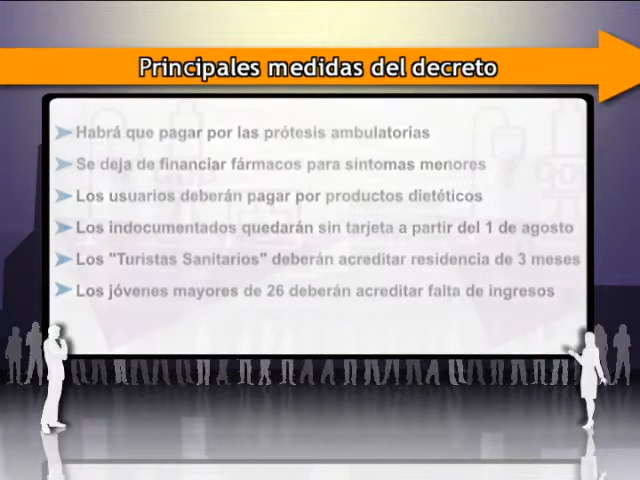 Principales medidas del decreto
Habrá que pagar por las prótesis ambulatorias
Se deja de financiar fármacos para síntomas menores
Los usuarios deberán pagar por productos dietéticos
Los indocumentados quedarán sin tarjeta a partir del 1 de agosto
Los "Turistas Sanitarios" deberán acreditar residencia de 3 meses
Los jóvenes mayores de 26 deberán acreditar falta de ingresos